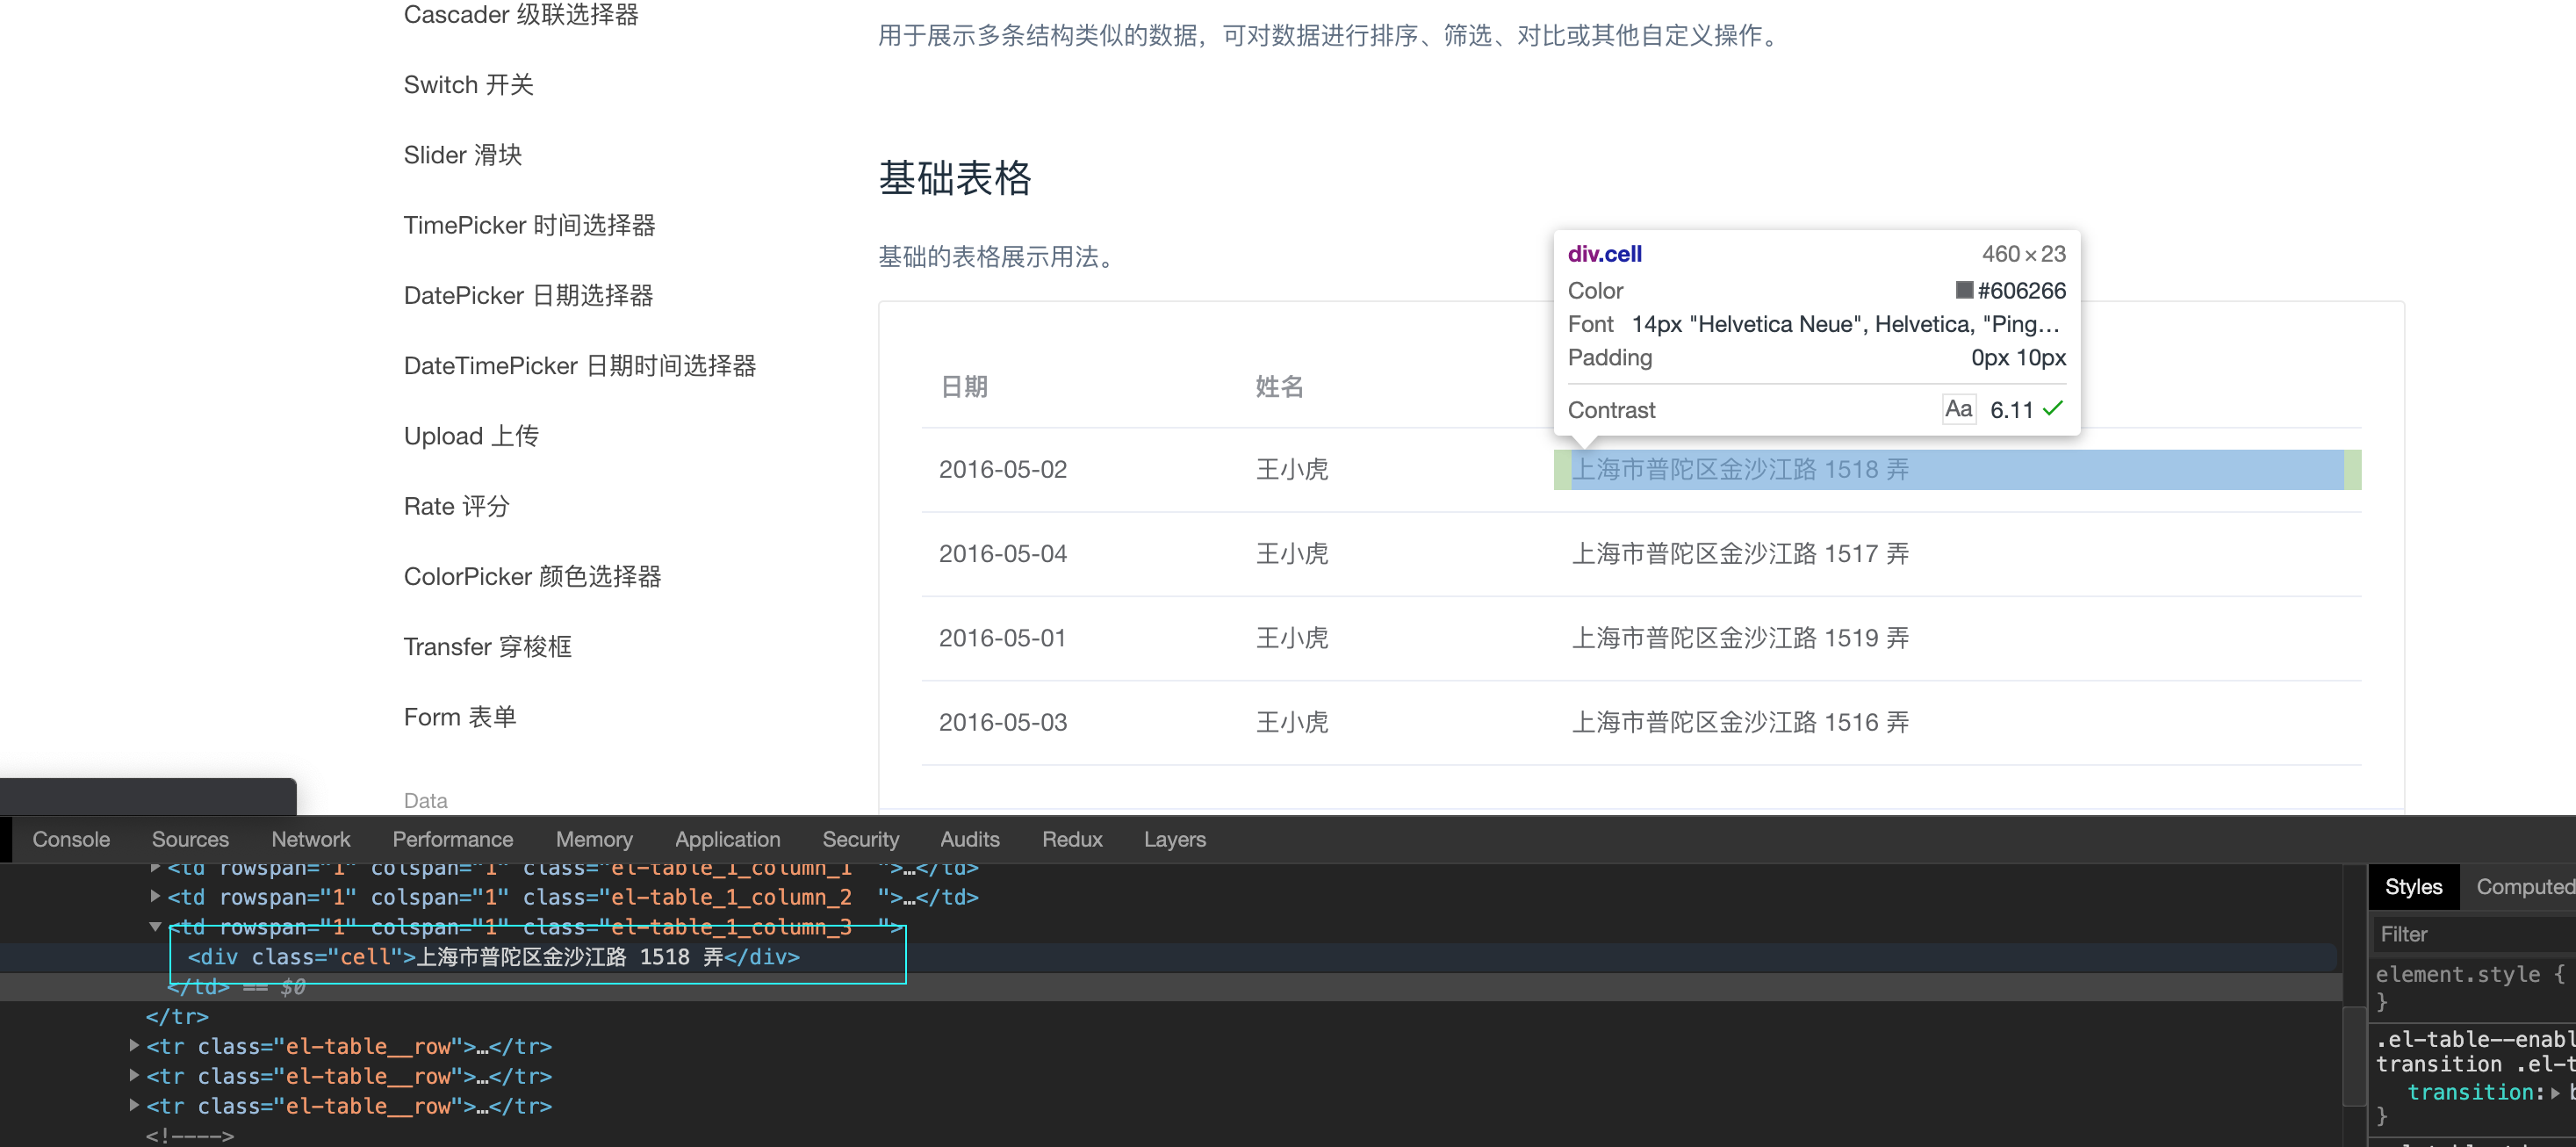 Cascader 级联选择器
Switch 开关
Slider 滑块
TimePicker 时间选择器
DatePicker 日期选择器
DateTimePicker 日期时间选择器
Upload 上传
Rate 评分
ColorPicker 颜色选择器
Transfer 穿梭框
Form 表单
Data
用于展示多条结构类似的数据，可对数据进行排序、筛选、对比或其他自定义操作。
基础表格
基础的表格展示用法。
div.cell 460×23
Color #606266
Font 14px "Helvetica Neue", Helvetica, "Ping…
Padding 0px 10px
Contrast Aa 6.11
日期 姓名
2016-05-02 王小虎 上海市普陀区金沙江路 1518 弄
2016-05-04 王小虎 上海市普陀区金沙江路 1517 弄
2016-05-01 王小虎 上海市普陀区金沙江路 1519 弄
2016-05-03 王小虎 上海市普陀区金沙江路 1516 弄
Console Sources Network Performance Memory Application Security Audits Redux Layers
<td rowspan="1" colspan="1" class="el-table_1_column_1  ">…</td>
<td rowspan="1" colspan="1" class="el-table_1_column_2  ">…</td>
<td rowspan="1" colspan="1" class="el-table_1_column_3  ">
<div class="cell">上海市普陀区金沙江路 1518 弄</div>
</td> == $0
</tr>
<tr class="el-table__row">…</tr>
<tr class="el-table__row">…</tr>
<tr class="el-table__row">…</tr>
<!---->
Styles Computed
Filter
element.style {
}
.el-table--enabl
transition .el-t
transition: b
}